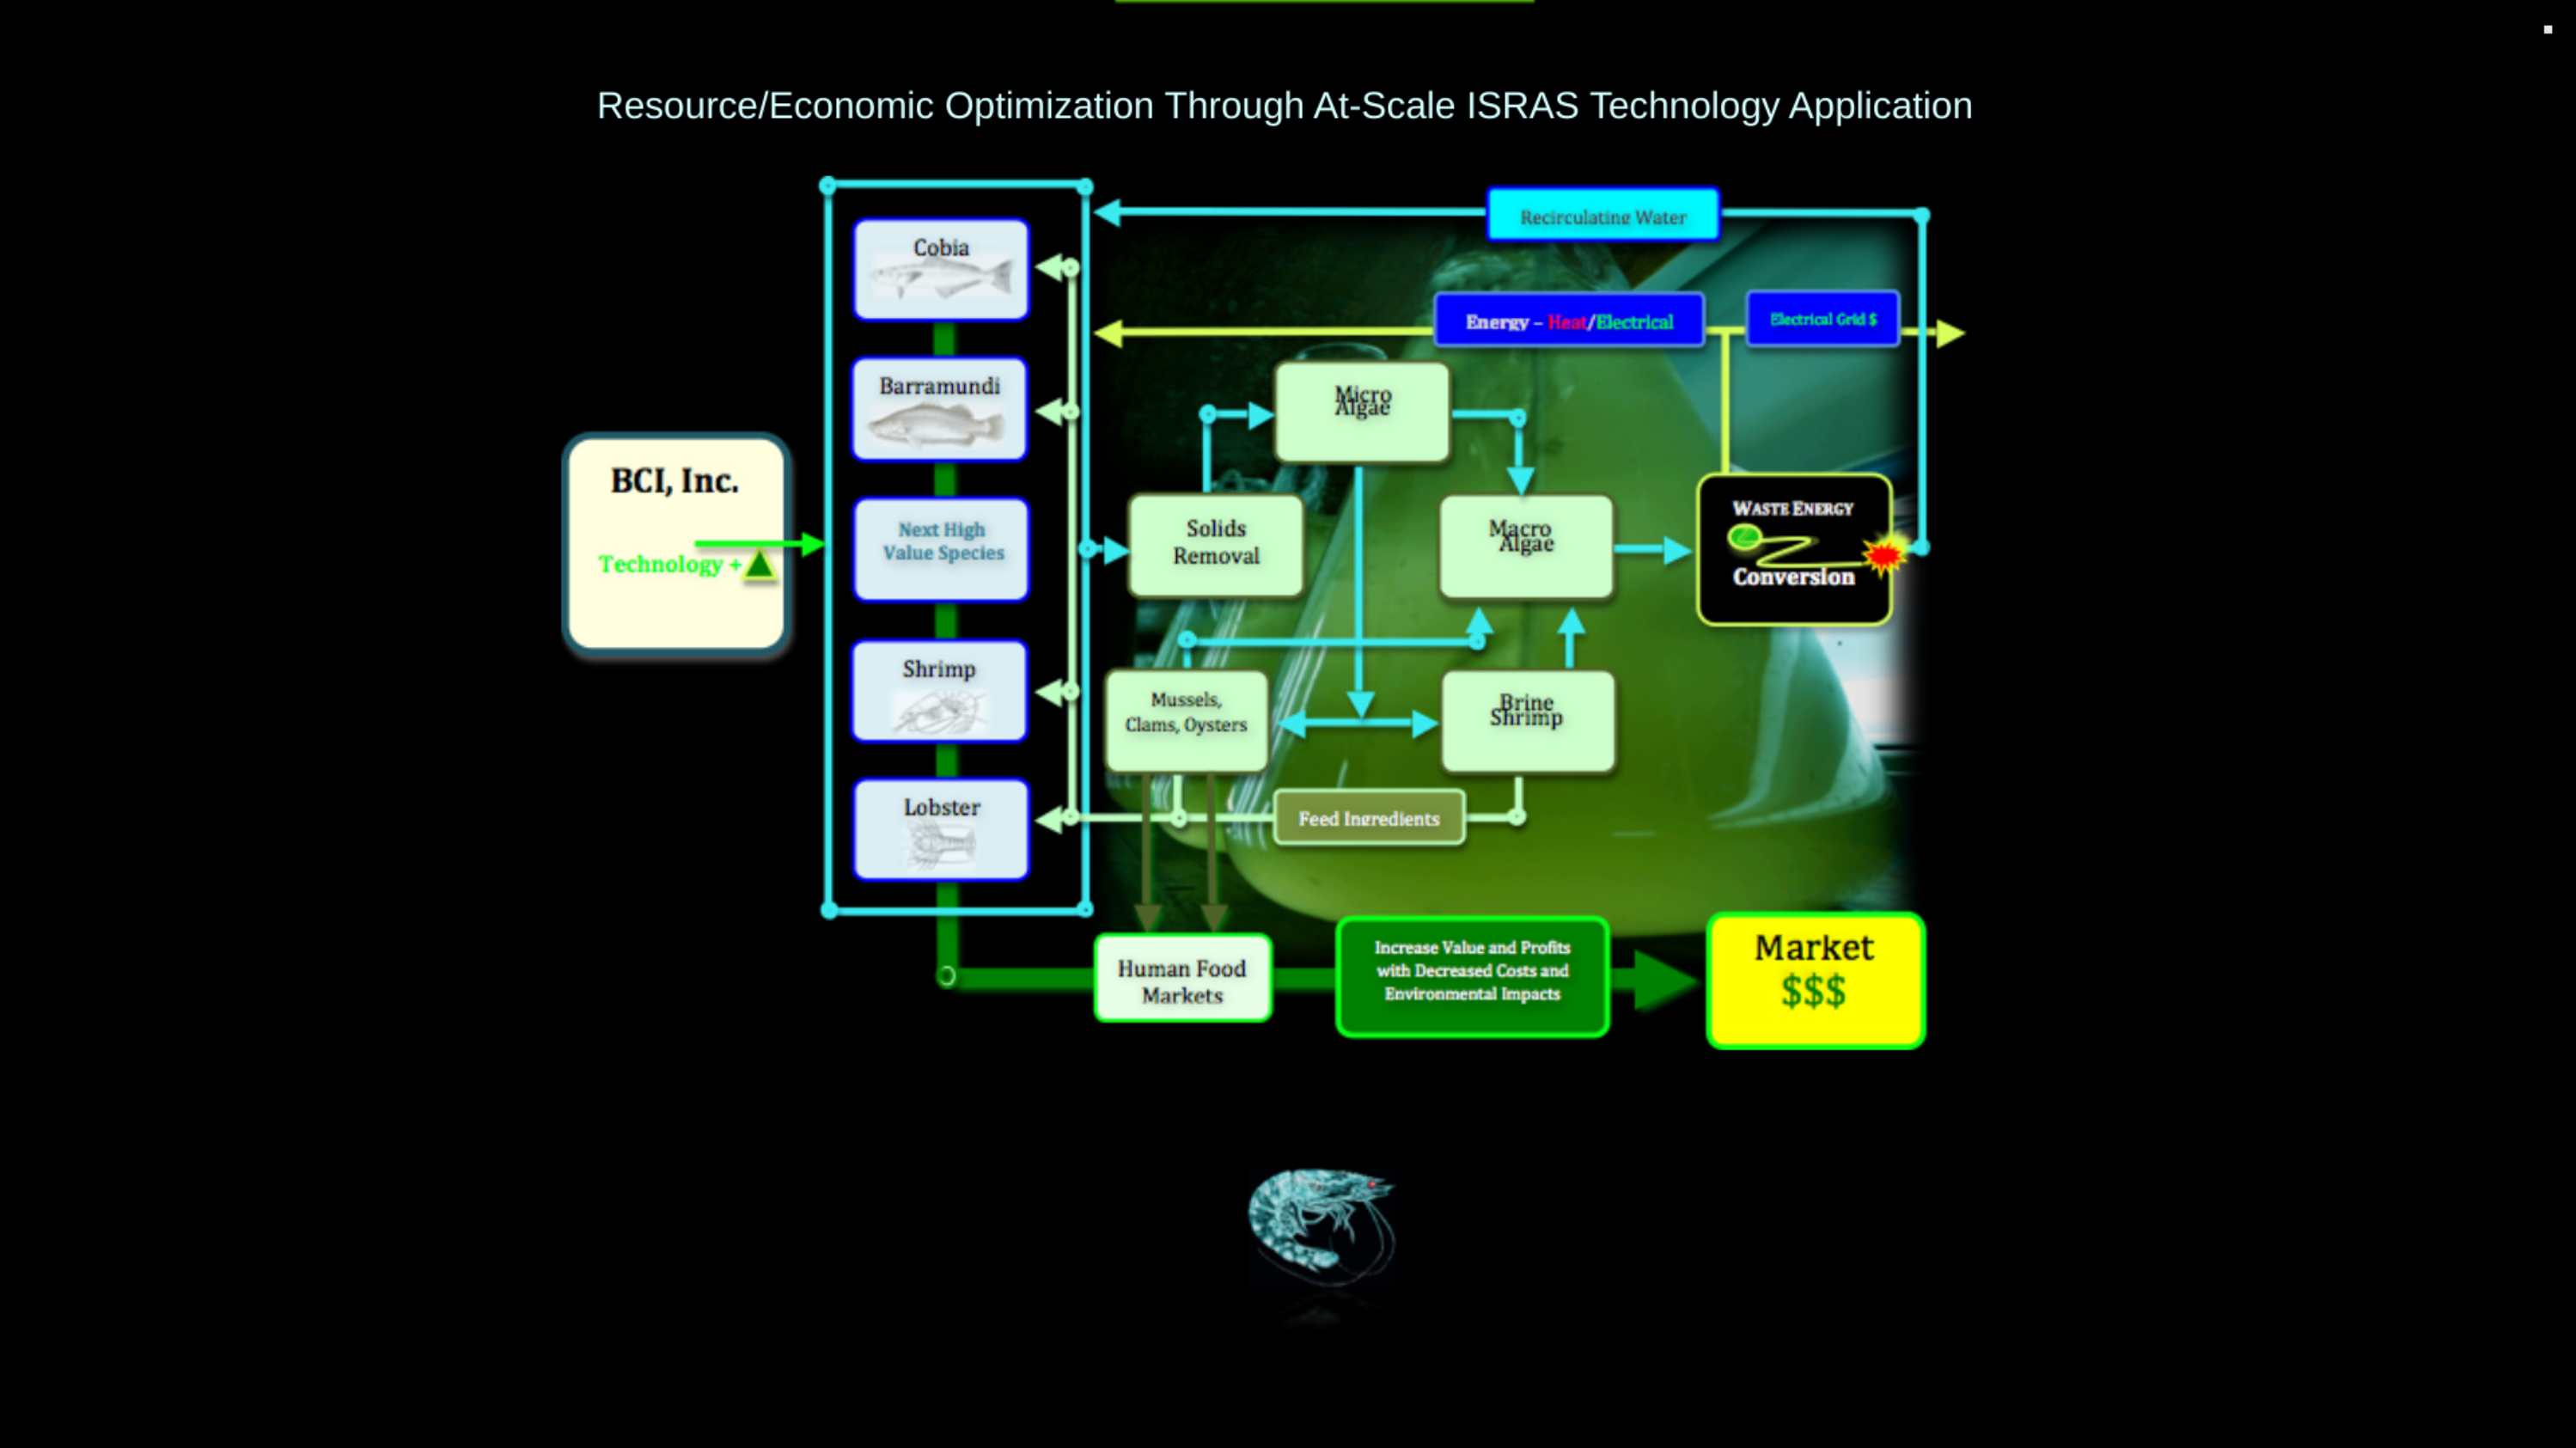 Resource/Economic Optimization Through At-Scale ISRAS Technology Application
Recirculating Water
Cobia
Energy – Heat/Electrical
Electrical Grid $
Barramundi
Micro
Algae
BCI, Inc.
Technology +
Next High
Value Species
Solids
Removal
Macro
Algae
WASTE ENERGY
Conversion
Shrimp
Mussels,
Clams, Oysters
Brine
Shrimp
Lobster
Feed Ingredients
Human Food
Markets
Increase Value and Profits
with Decreased Costs and
Environmental Impacts
Market
$$$